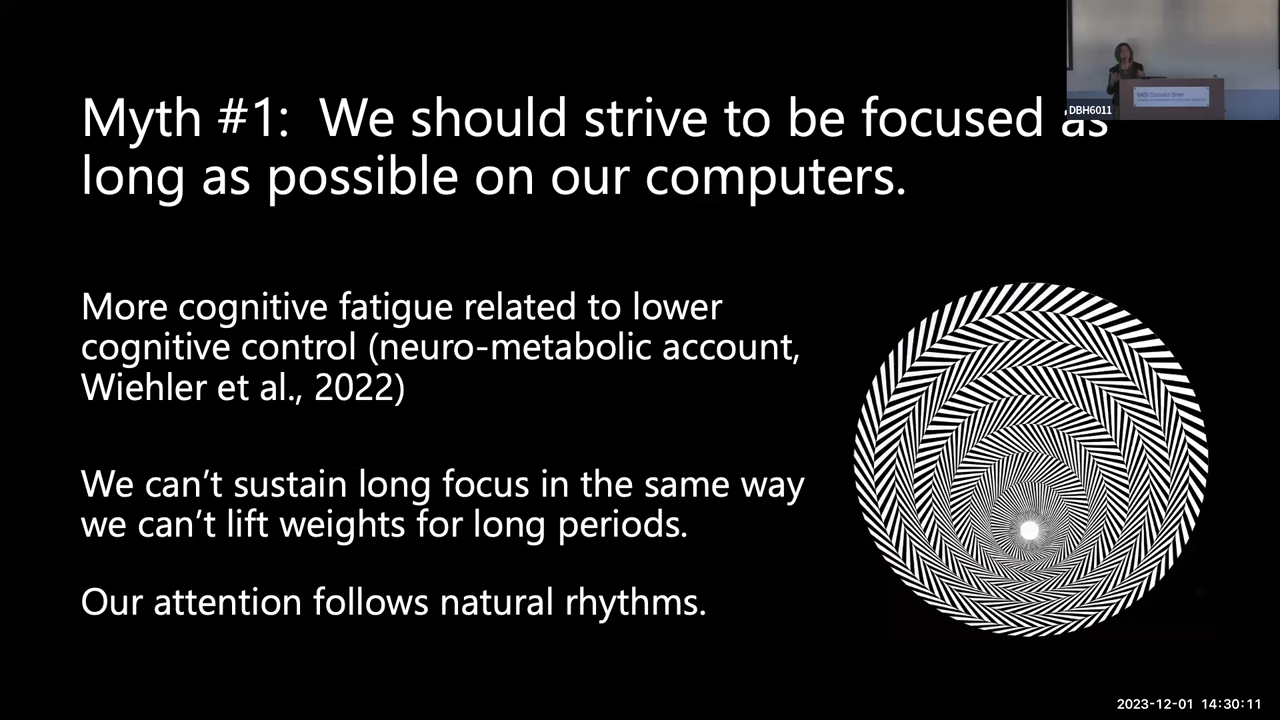 Myth #1: We should strive to be focused as
long as possible on our computers.
DBH6011
UCI Donald Bren
More cognitive fatigue related to lower
cognitive control (neuro-metabolic account,
Wiehler et al., 2022)
We can’t sustain long focus in the same way
we can’t lift weights for long periods.
Our attention follows natural rhythms.
2023-12-01 14:30:11